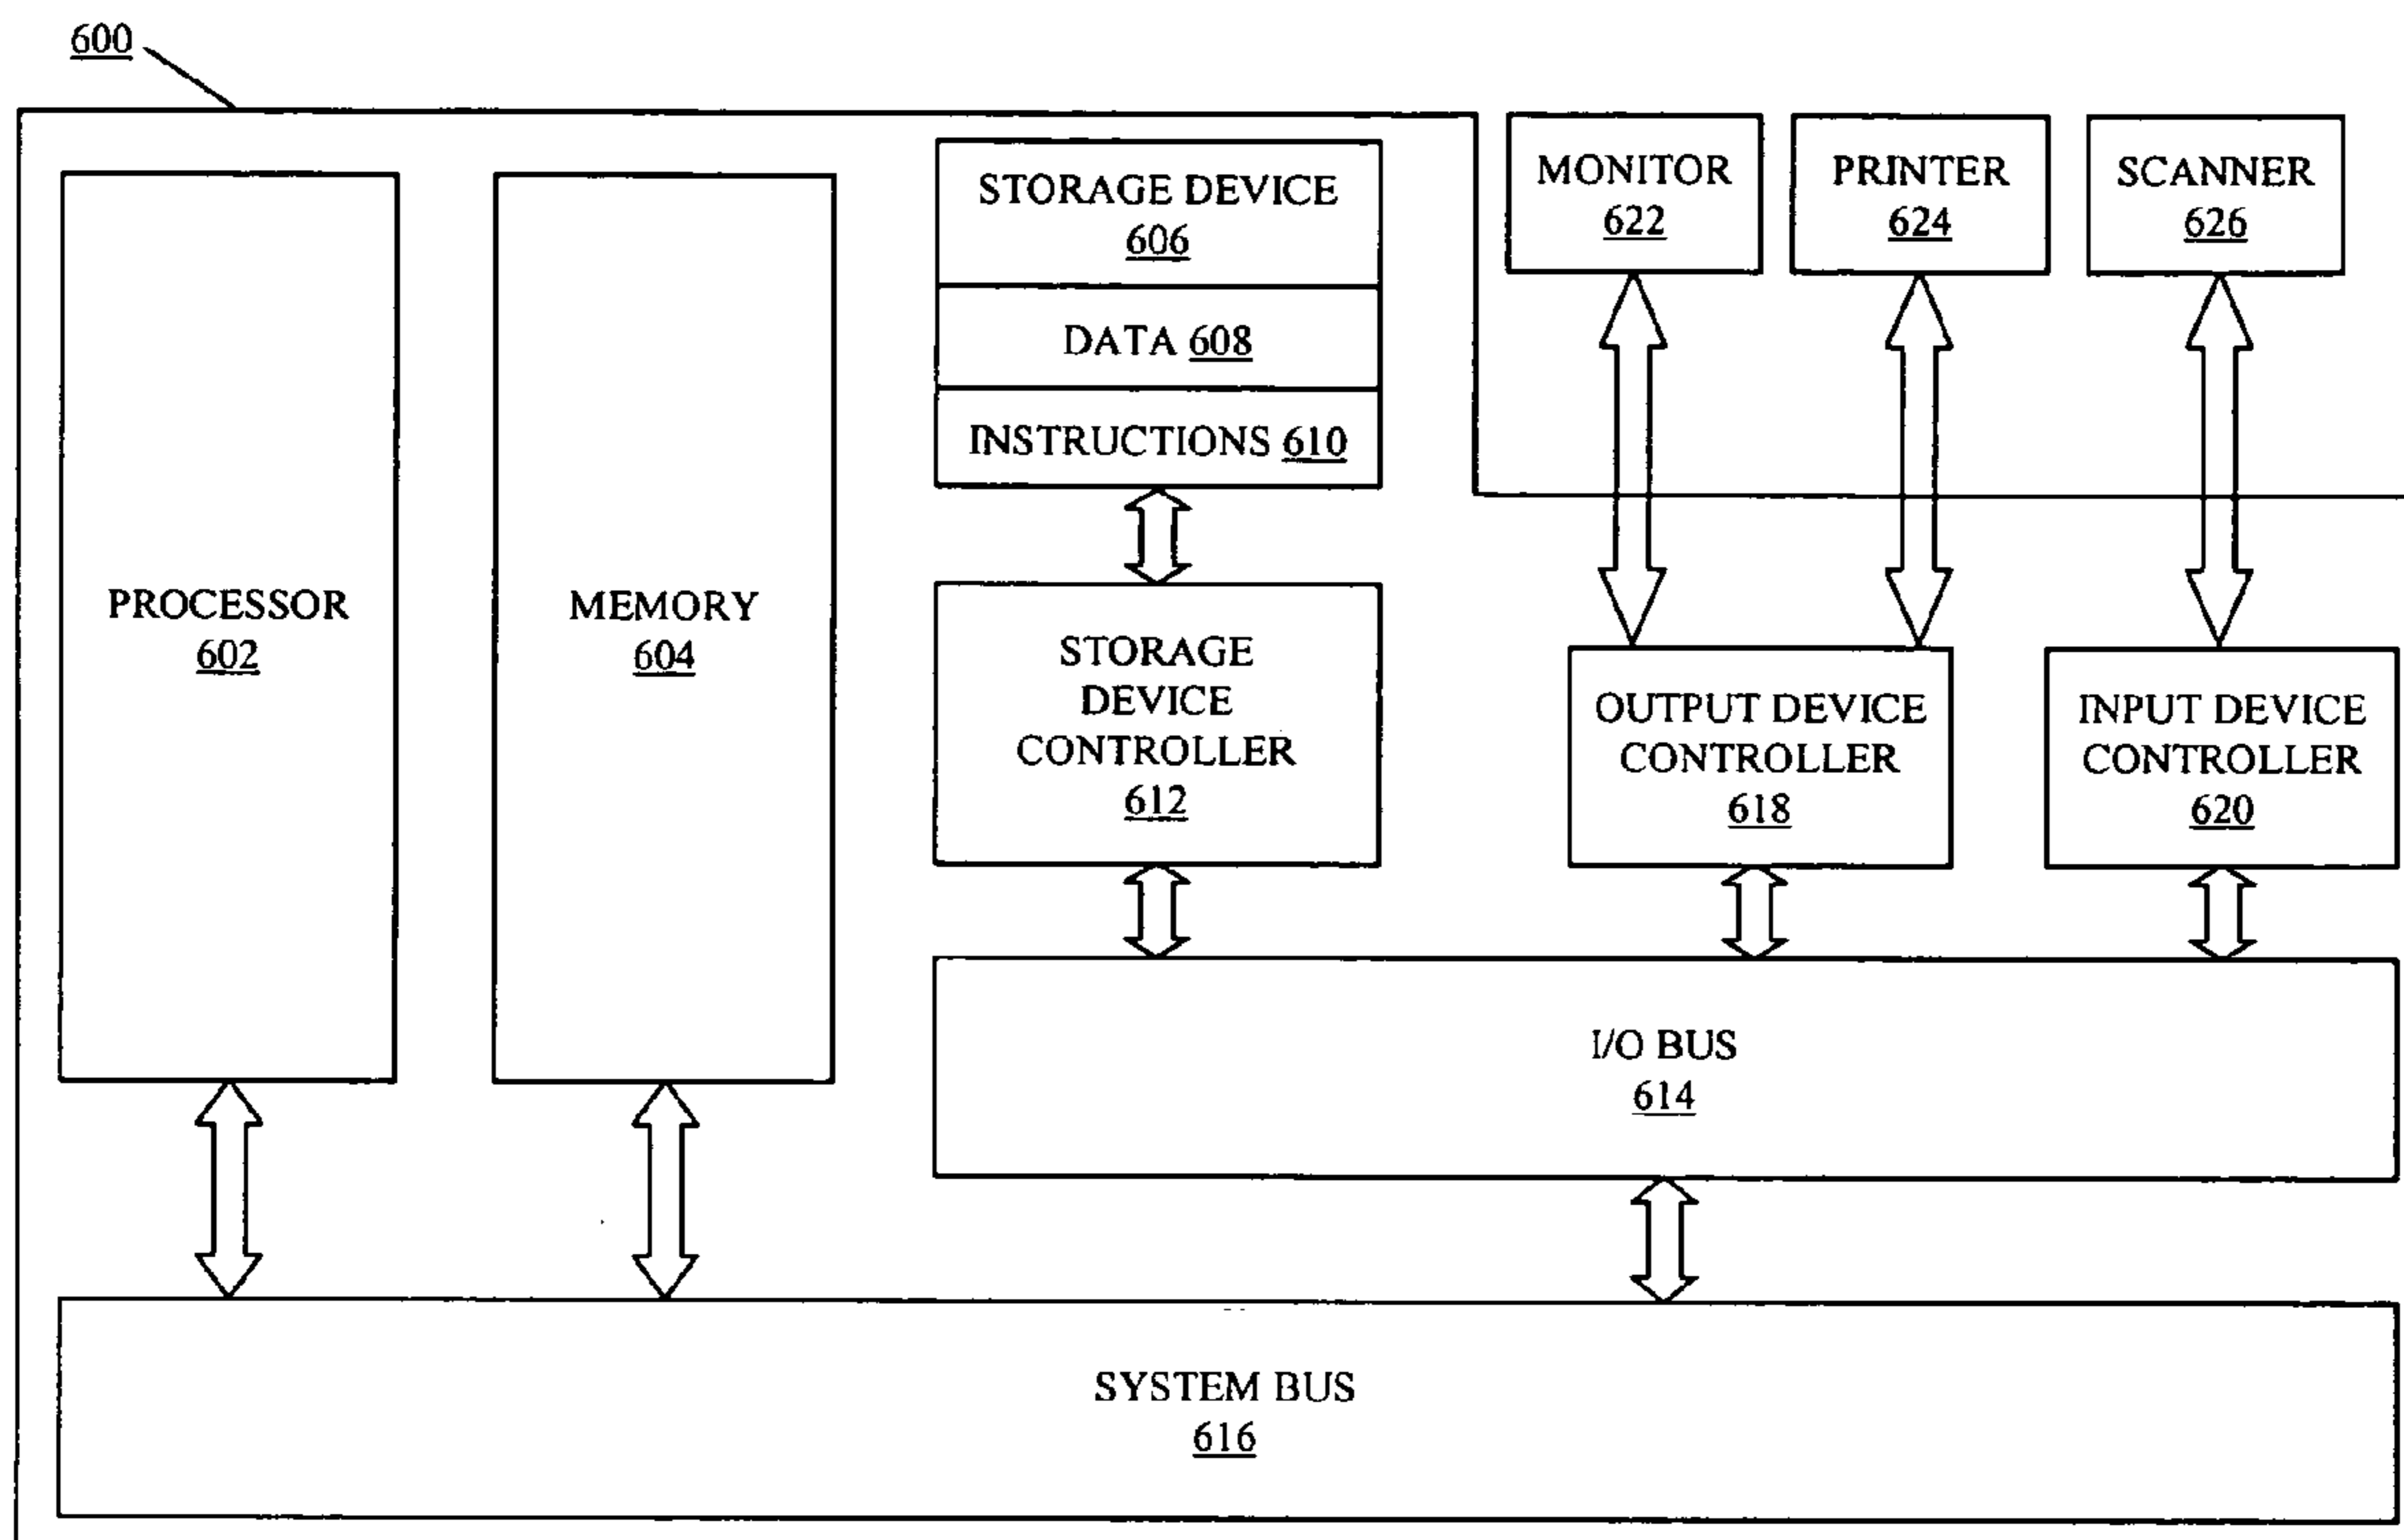 600
STORAGE DEVICE
606
DATA 608
INSTRUCTIONS 610
MONITOR
622
PRINTER
624
SCANNER
626
PROCESSOR
602
MEMORY
604
STORAGE
DEVICE
CONTROLLER
612
OUTPUT DEVICE
CONTROLLER
618
INPUT DEVICE
CONTROLLER
620
I/O BUS
614
SYSTEM BUS
616